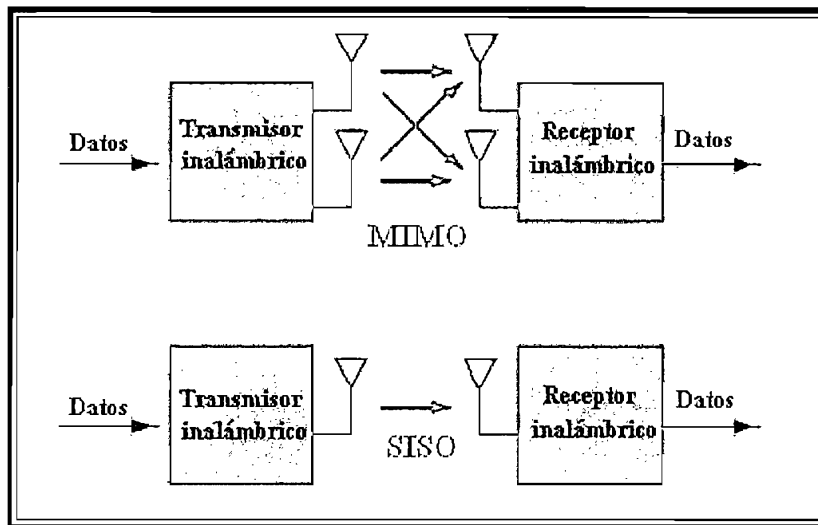 Datos
Transmisor
inalámbrico
Receptor
inalámbrico
Datos
MIMO
Datos
Transmisor
inalámbrico
Receptor
inalámbrico
Datos
SISO